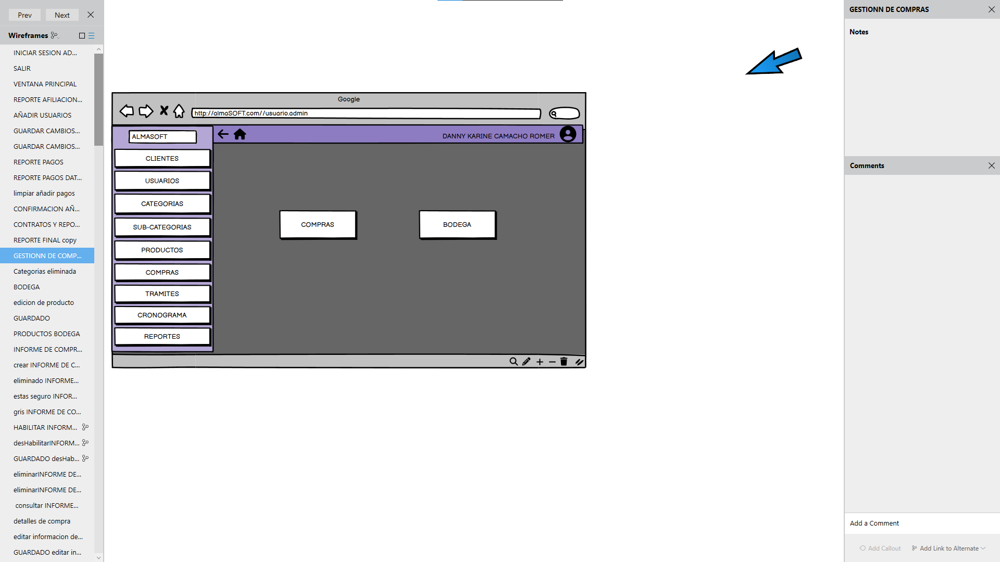 Prev
Next
Wireframes
INICIAR SESION AD...
SALIR
VENTANA PRINCIPAL
REPORTE AFILIACION...
AÑADIR USUARIOS
GUARDAR CAMBIOS...
GUARDAR CAMBIOS...
REPORTE PAGOS
REPORTE PAGOS DAT...
limpiar añadir pagos
CONFIRMACION AÑ...
CONTRATOS Y REPO...
REPORTE FINAL copy
GESTIONN DE COMP...
Categorias eliminada
BODEGA
edicion de producto
GUARDADO
PRODUCTOS BODEGA
INFORME DE COMPR...
crear INFORME DE C...
eliminado INFORME...
estas seguro INFOR...
gris INFORME DE CO...
HABILITAR INFORM...
desHabilitarINFORM...
GUARDADO desHab...
eliminarINFORME DE...
eliminarINFORME DE...
consultar INFORME...
detalles de compra
editar informacion de...
GUARDADO editar in...
Google
http://almaSOFT.com//usuario.admin
ALMASOFT
DANNY KARINE CAMACHO ROMER
CLIENTES
USUARIOS
CATEGORIAS
SUB-CATEGORIAS
PRODUCTOS
COMPRAS
TRAMITES
CRONOGRAMA
REPORTES
COMPRAS
BODEGA
GESTIONN DE COMPRAS
Notes
Comments
Add a Comment
Add Callout
Add Link to Alternate